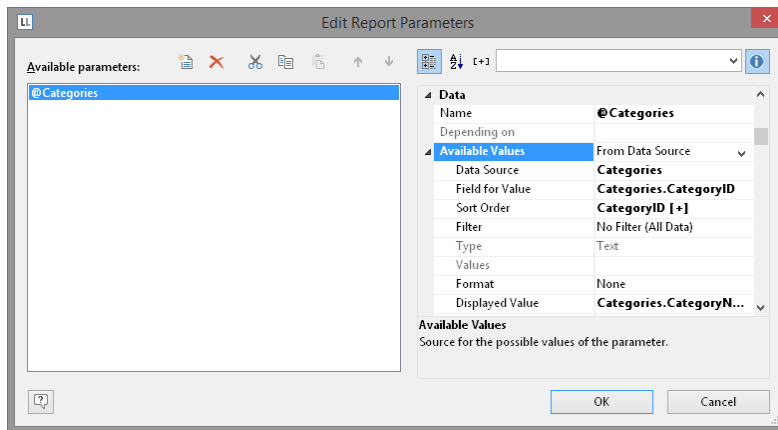 LL Edit Report Parameters
Available parameters:
A Z [+]
@Categories
Data
Name @Categories
Depending on
Available Values From Data Source
Data Source Categories
Field for Value Categories.CategoryID
Sort Order CategoryID [+]
Filter No Filter (All Data)
Type Text
Values
Format None
Displayed Value Categories.CategoryN...
Available Values
Source for the possible values of the parameter.
OK Cancel